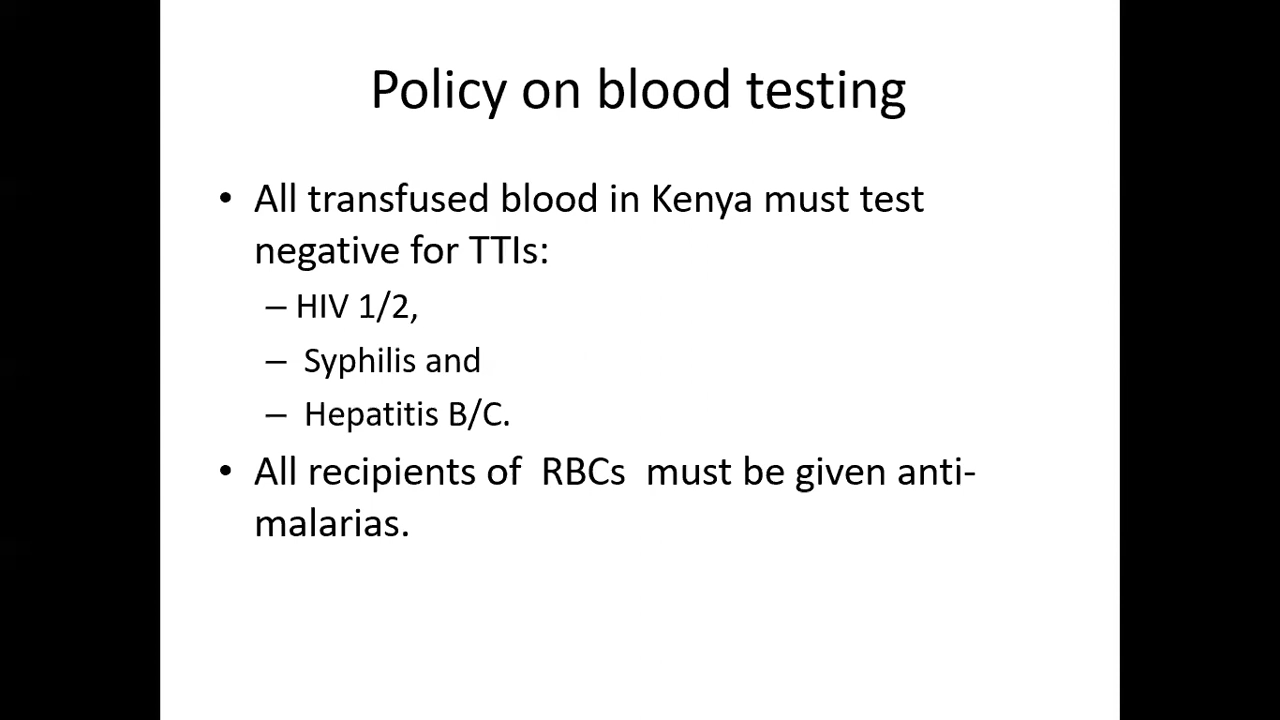 Policy on blood testing
• All transfused blood in Kenya must test
negative for TTIs:
– HIV 1/2,
– Syphilis and
– Hepatitis B/C.
• All recipients of RBCs must be given anti-
malarias.